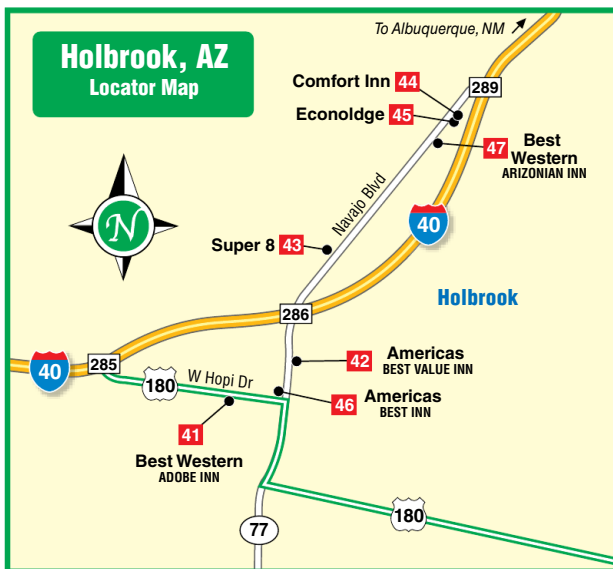 To Albuquerque, NM
Holbrook, AZ
Locator Map
Comfort Inn 44
289
Econoldge 45
47 Best
Western
ARIZONIAN INN
N
Navajo Blvd
40
Super 8 43
Holbrook
286
42 Americas
BEST VALUE INN
40
285
W Hopi Dr
180
46 Americas
BEST INN
41
Best Western
ADOBE INN
180
77